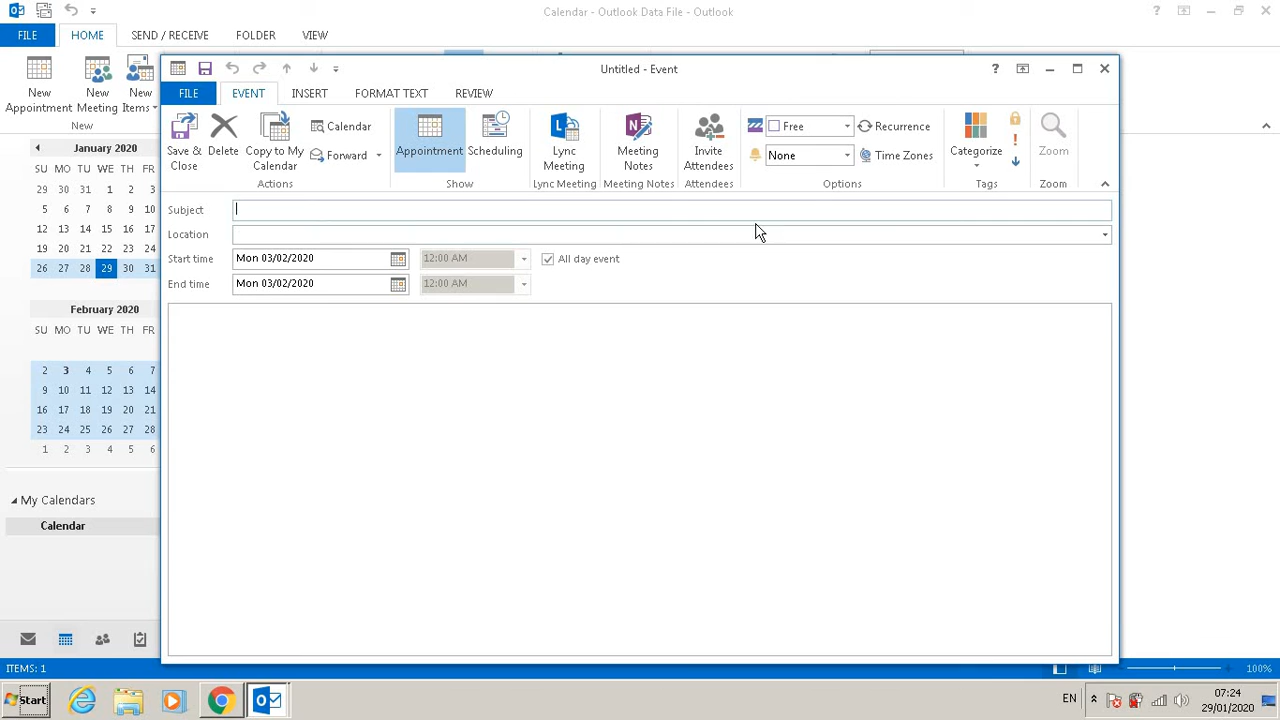 Calendar - Outlook Data File - Outlook
FILE HOME SEND / RECEIVE FOLDER VIEW
New Appointment
New Meeting
New Items
New
Untitled - Event
FILE EVENT INSERT FORMAT TEXT REVIEW
Save & Close
Delete
Copy to My Calendar
Calendar
Forward
Actions
Appointment
Scheduling
Show
Lync Meeting
Lync Meeting
Meeting Notes
Meeting Notes
Invite Attendees
Attendees
Free
None
Recurrence
Time Zones
Options
Categorize
Tags
Zoom
Zoom
Subject
Location
Start time Mon 03/02/2020 12:00 AM All day event
End time Mon 03/02/2020 12:00 AM
January 2020
SU MO TU WE TH FR
29 30 31 1 2 3
5 6 7 8 9 10
12 13 14 15 16 17
19 20 21 22 23 24
26 27 28 29 30 31
February 2020
SU MO TU WE TH FR
2 3 4 5 6 7
9 10 11 12 13 14
16 17 18 19 20 21
23 24 25 26 27 28
1 2 3 4 5 6
My Calendars
Calendar
ITEMS: 1
100%
Start
EN
07:24
29/01/2020